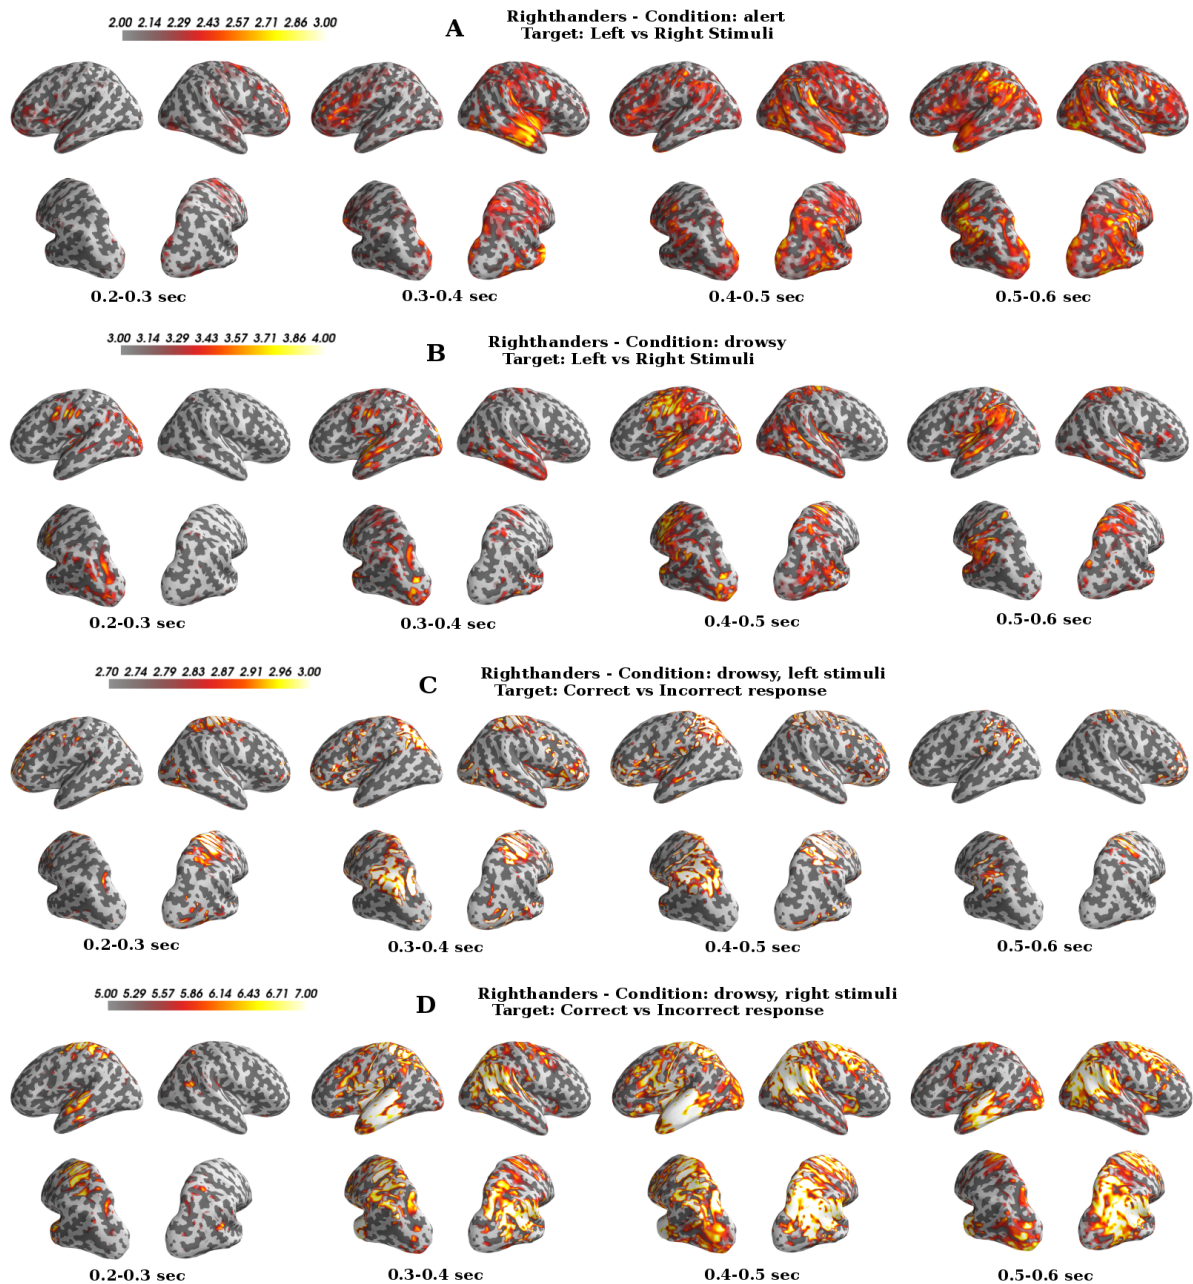 2.00 2.14 2.29 2.43 2.57 2.71 2.86 3.00
A
Righthanders - Condition: alert
Target: Left vs Right Stimuli
0.2-0.3 sec
0.3-0.4 sec
0.4-0.5 sec
0.5-0.6 sec
3.00 3.14 3.29 3.43 3.57 3.71 3.86 4.00
B
Righthanders - Condition: drowsy
Target: Left vs Right Stimuli
0.2-0.3 sec
0.3-0.4 sec
0.4-0.5 sec
0.5-0.6 sec
2.70 2.74 2.79 2.83 2.87 2.91 2.96 3.00
C
Righthanders - Condition: drowsy, left stimuli
Target: Correct vs Incorrect response
0.2-0.3 sec
0.3-0.4 sec
0.4-0.5 sec
0.5-0.6 sec
5.00 5.29 5.57 5.86 6.14 6.43 6.71 7.00
D
Righthanders - Condition: drowsy, right stimuli
Target: Correct vs Incorrect response
0.2-0.3 sec
0.3-0.4 sec
0.4-0.5 sec
0.5-0.6 sec